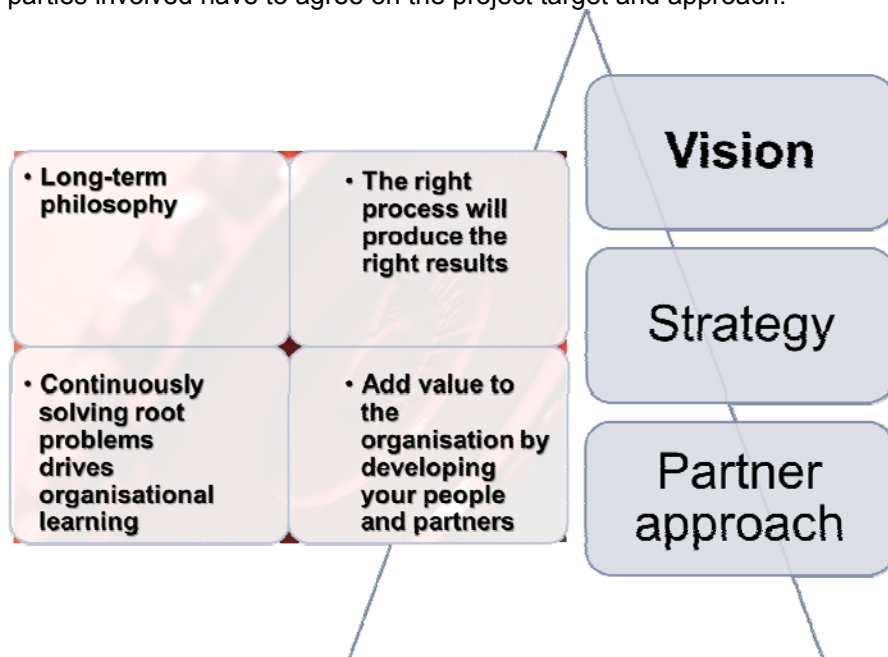 parties involved have to agree on the project target and approach.
• Long-term
philosophy
• The right
process will
produce the
right results
• Continuously
solving root
problems
drives
organisational
learning
• Add value to
the
organisation by
developing
your people
and partners
Vision
Strategy
Partner
approach